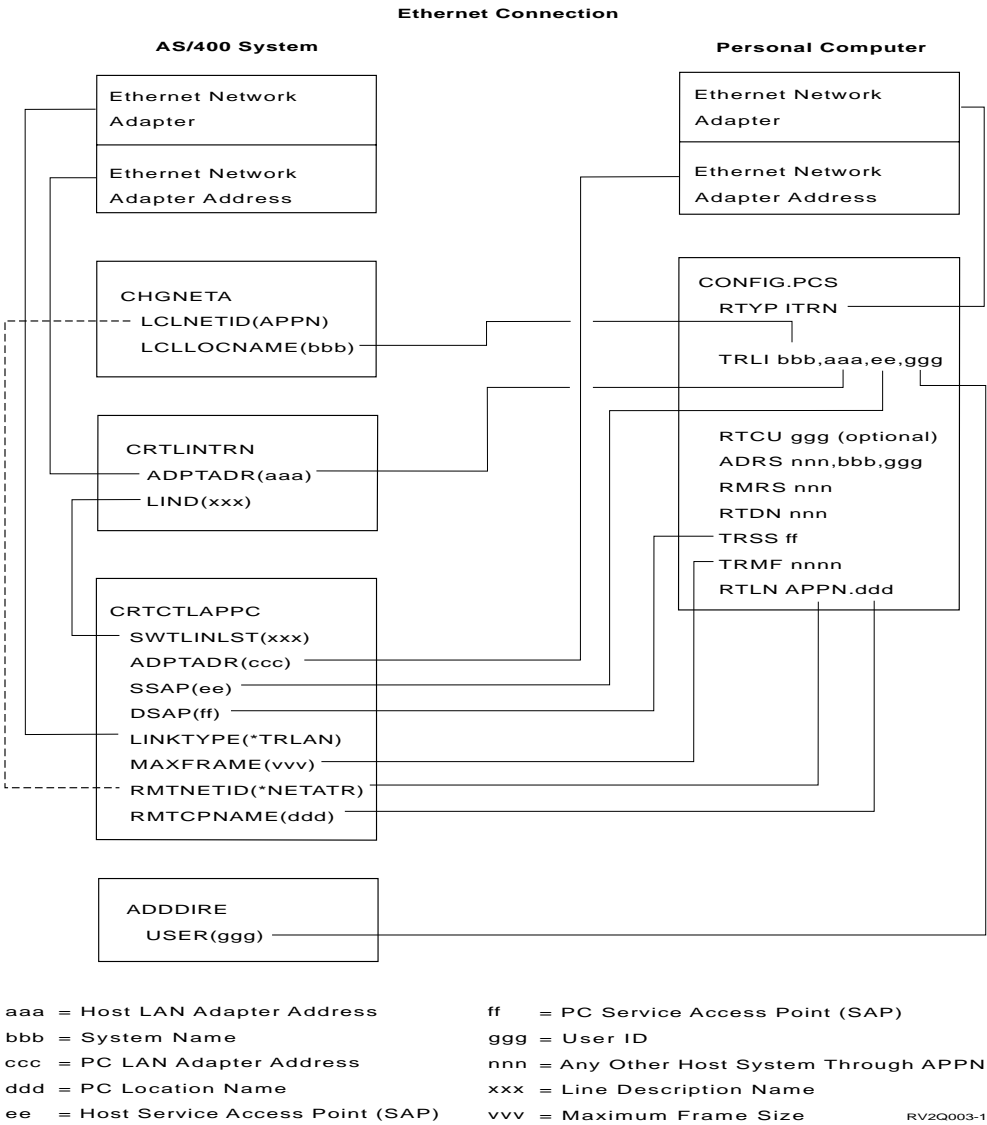 Ethernet Connection
AS/400 System
Ethernet Network
Adapter
Ethernet Network
Adapter Address
CHGNETA
LCLNETID(APPN)
LCLLOCNAME(bbb)
CRTLINTRN
ADPTADR(aaa)
LIND(xxx)
CRTCTLAPPC
SWTLINLST(xxx)
ADPTADR(ccc)
SSAP(ee)
DSAP(ff)
LINKTYPE(*TRLAN)
MAXFRAME(vvv)
RMTNETID(*NETATR)
RMTCPNAME(ddd)
ADDDIRE
USER(ggg)
Personal Computer
Ethernet Network
Adapter
Ethernet Network
Adapter Address
CONFIG.PCS
RTYP ITRN
TRLI bbb,aaa,ee,ggg
RTCU ggg (optional)
ADRS nnn,bbb,ggg
RMRS nnn
RTDN nnn
TRSS ff
TRMF nnnn
RTLN APPN.ddd
aaa = Host LAN Adapter Address
bbb = System Name
ccc = PC LAN Adapter Address
ddd = PC Location Name
ee = Host Service Access Point (SAP)
ff = PC Service Access Point (SAP)
ggg = User ID
nnn = Any Other Host System Through APPN
xxx = Line Description Name
vvv = Maximum Frame Size
RV2Q003-1